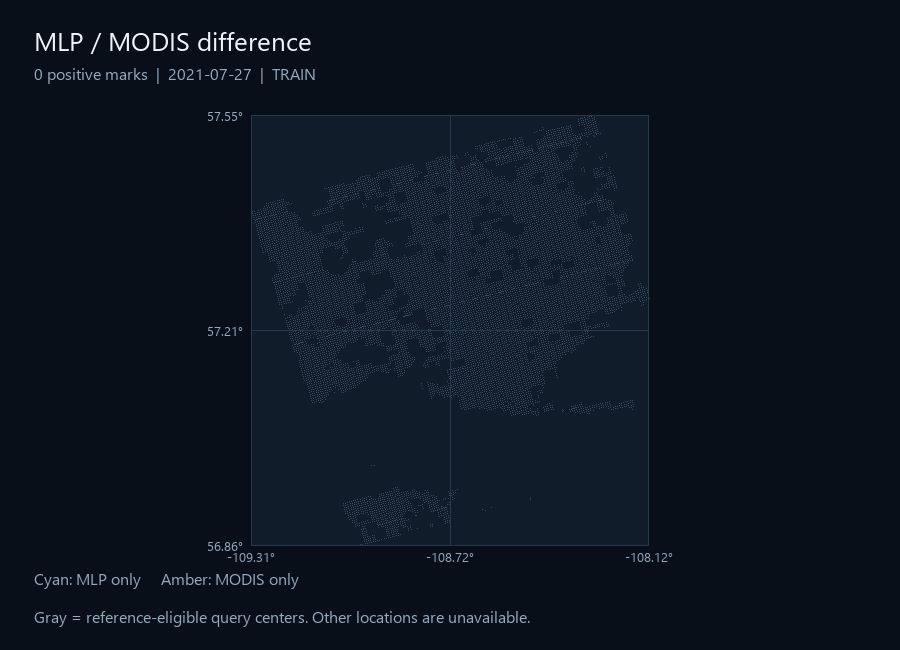 MLP / MODIS difference
0 positive marks | 2021-07-27 | TRAIN
57.55°
57.21°
56.86°
-109.31° -108.72° -108.12°
Cyan: MLP only Amber: MODIS only
Gray = reference-eligible query centers. Other locations are unavailable.